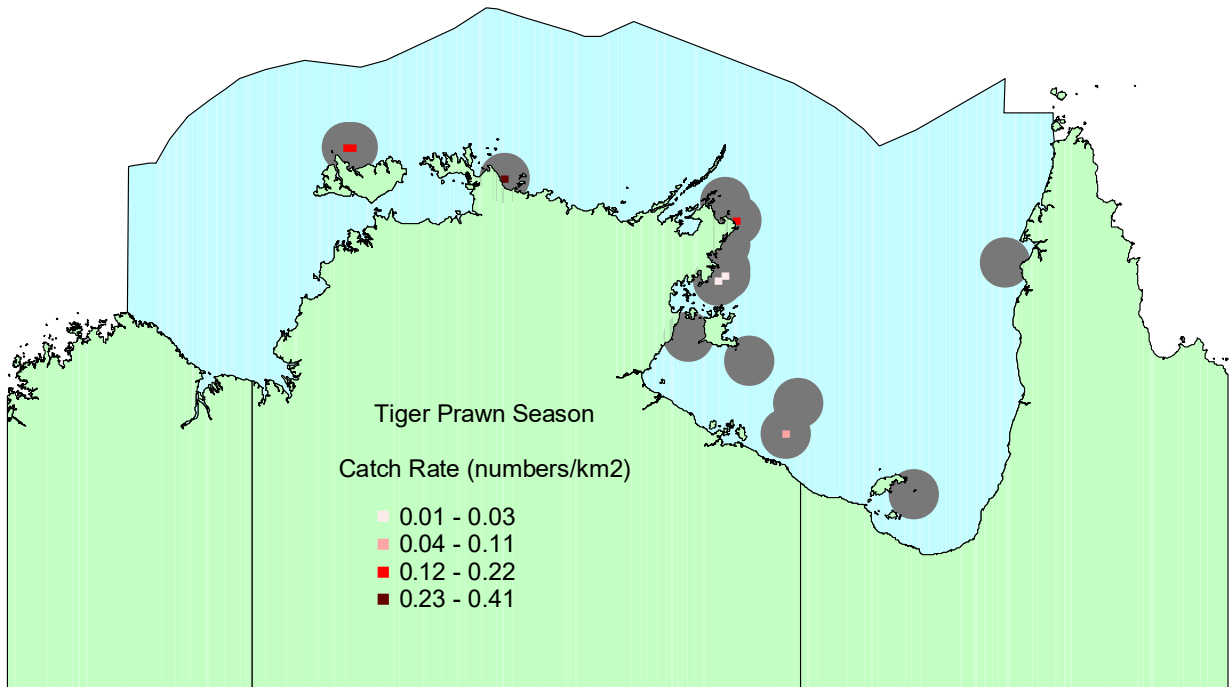 Tiger Prawn Season
Catch Rate (numbers/km2)
0.01 - 0.03
0.04 - 0.11
0.12 - 0.22
0.23 - 0.41